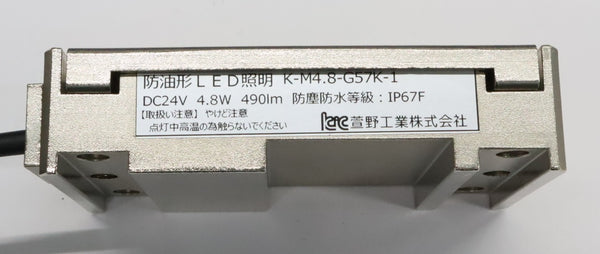 防油形ＬＥＤ照明 K-M4.8-G57K-1
DC24V 4.8W 490lm 防塵防水等級：IP67F
【取扱い注意】やけど注意
点灯中高温の為触らないでください
萱野工業株式会社